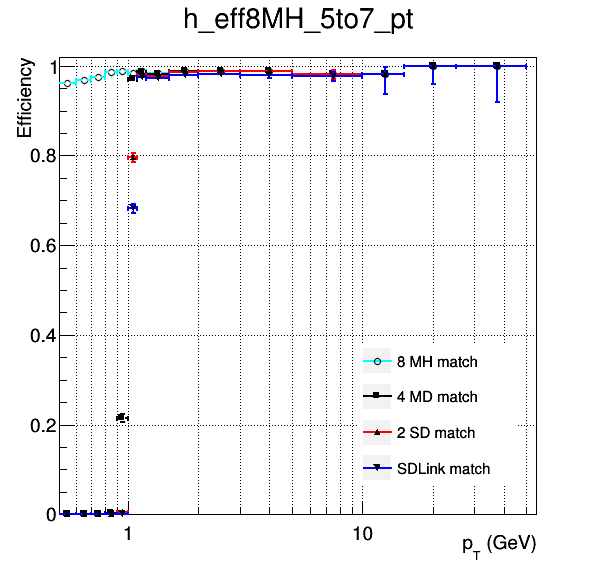 h_eff8MH_5to7_pt
Efficiency
1
0.8
0.6
0.4
0.2
0
8 MH match
4 MD match
2 SD match
SDLink match
1
10
p_T (GeV)